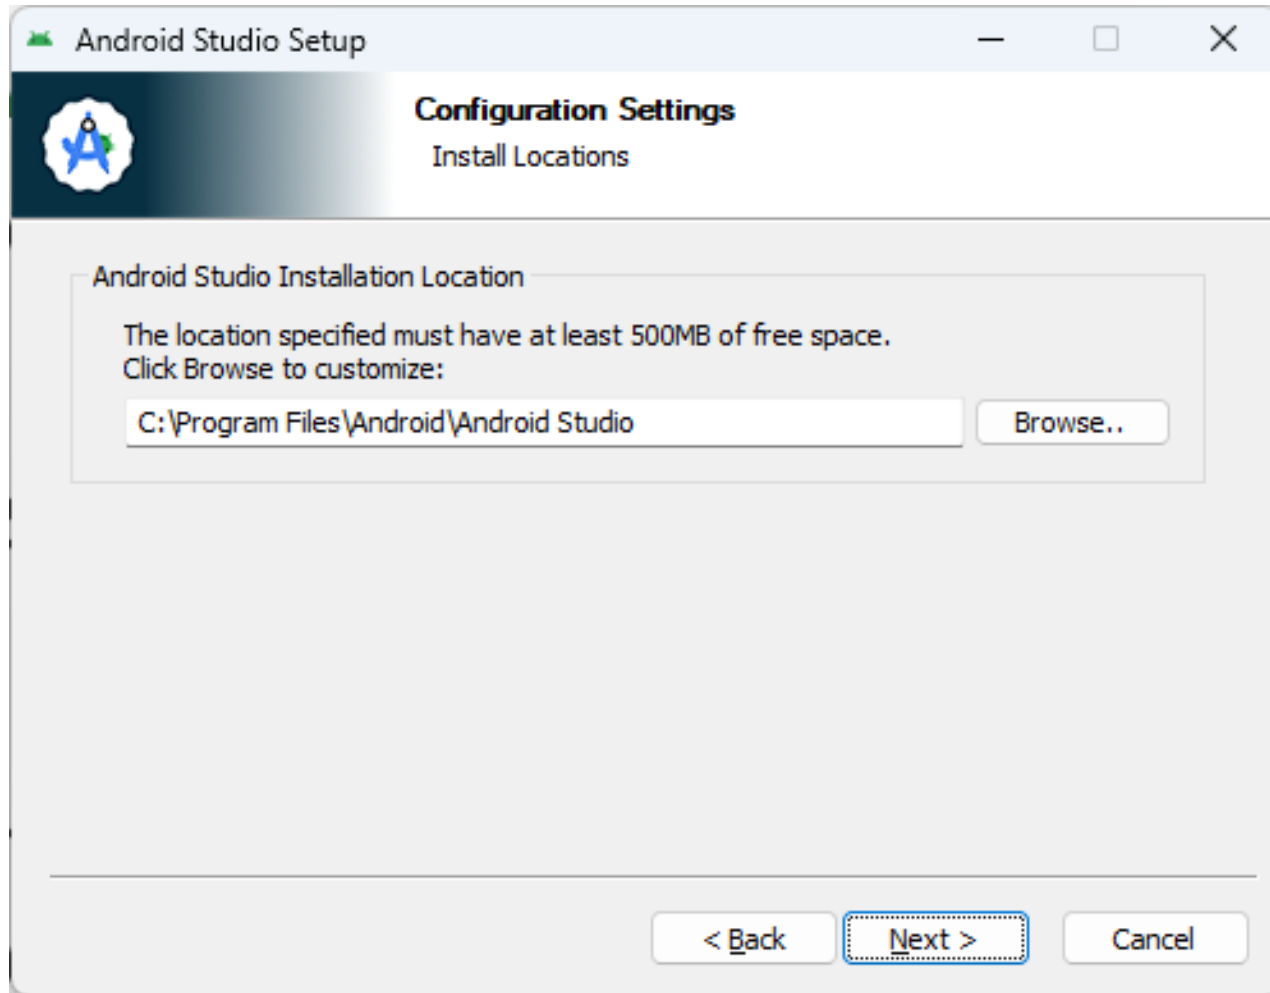 Android Studio Setup
Configuration Settings
Install Locations
Android Studio Installation Location
The location specified must have at least 500MB of free space.
Click Browse to customize:
C:\Program Files\Android\Android Studio
Browse..
< Back
Next >
Cancel